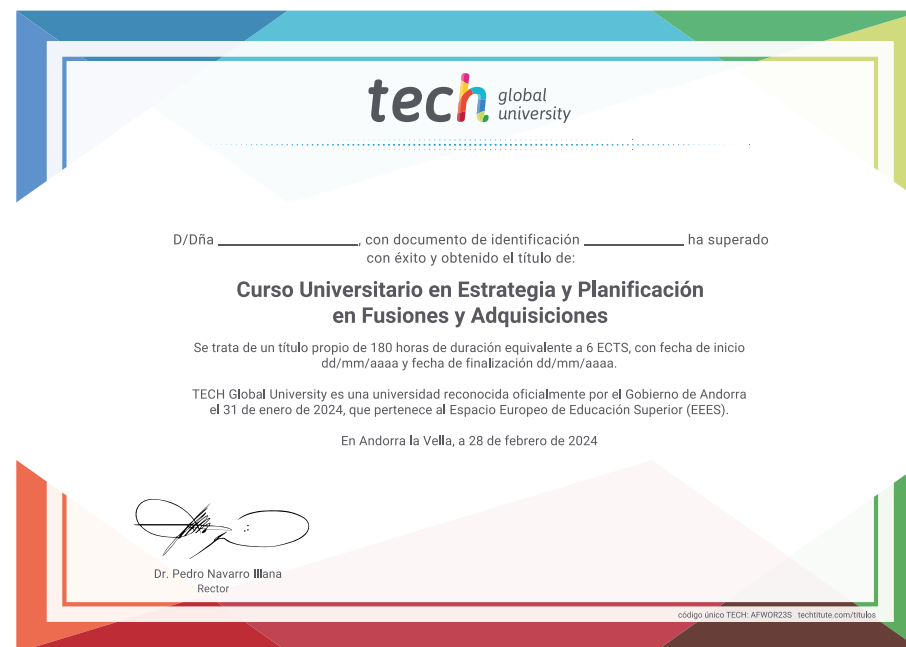 tech global university
D/Dña ____________________, con documento de identificación ______________ ha superado
con éxito y obtenido el título de:
Curso Universitario en Estrategia y Planificación
en Fusiones y Adquisiciones
Se trata de un título propio de 180 horas de duración equivalente a 6 ECTS, con fecha de inicio
dd/mm/aaaa y fecha de finalización dd/mm/aaaa.
TECH Global University es una universidad reconocida oficialmente por el Gobierno de Andorra
el 31 de enero de 2024, que pertenece al Espacio Europeo de Educación Superior (EEES).
En Andorra la Vella, a 28 de febrero de 2024
Dr. Pedro Navarro Illana
Rector
código único TECH: AFWOR23S techtitute.com/titulos